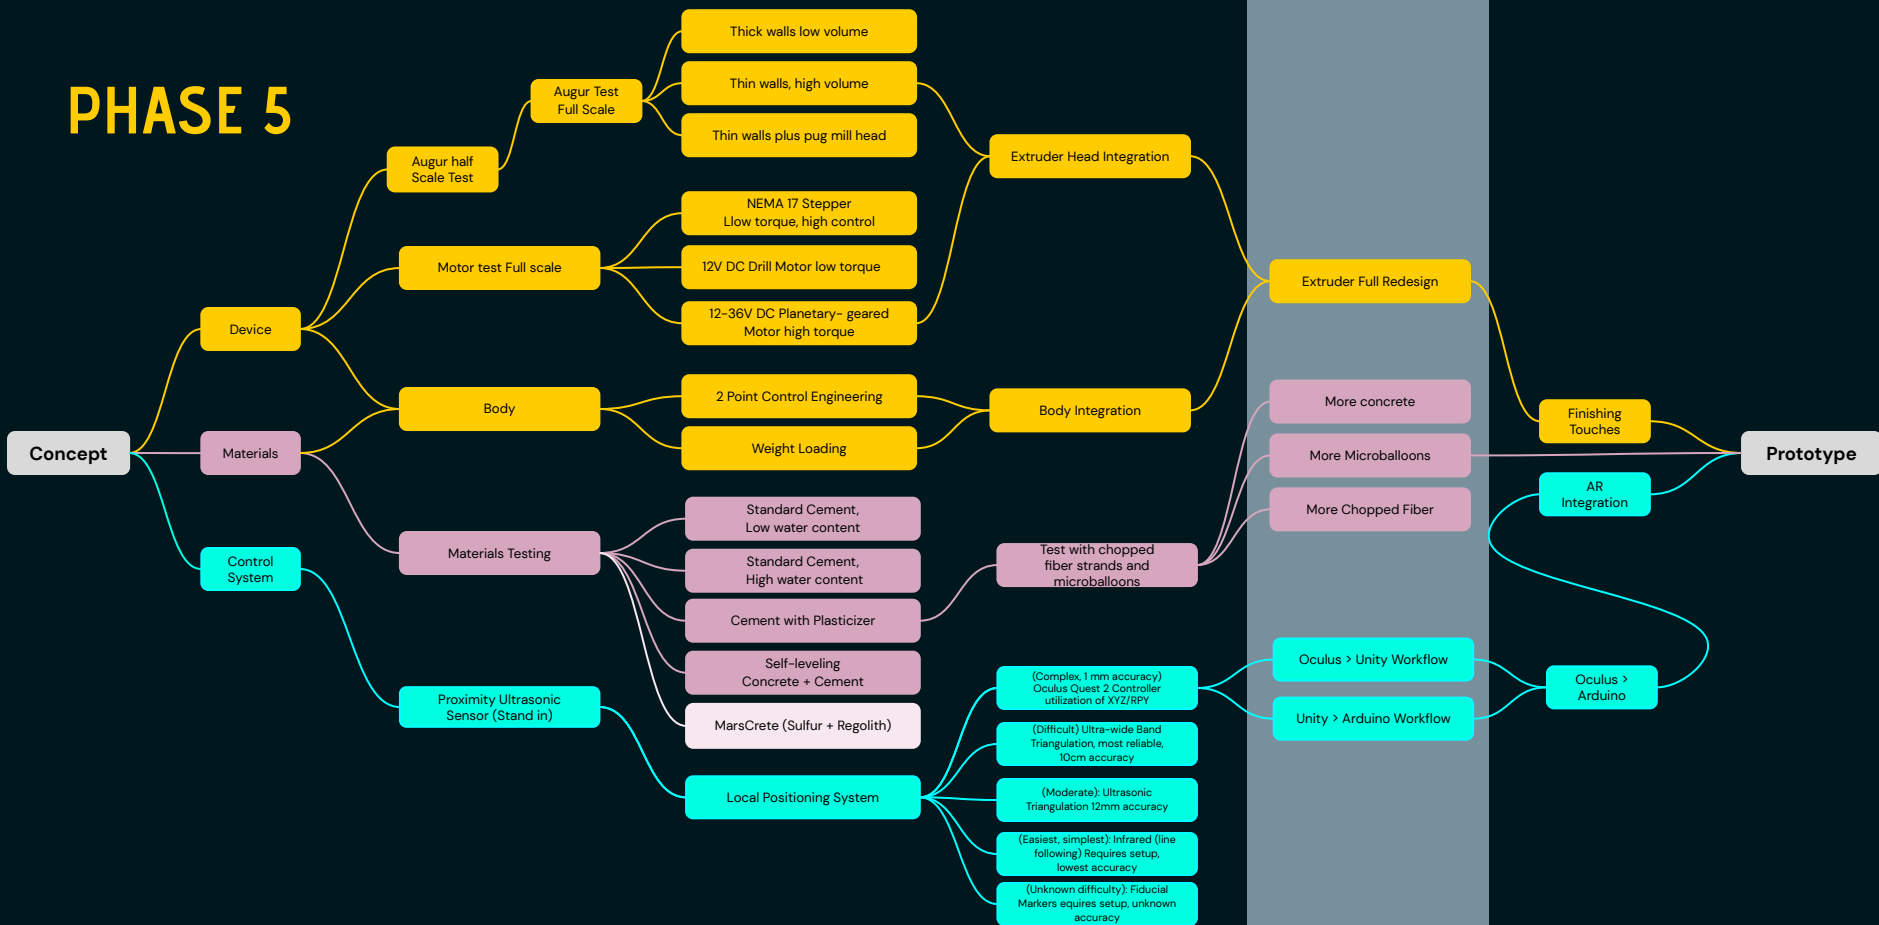 PHASE 5
Concept
Device
Materials
Control
System
Augur half
Scale Test
Augur Test
Full Scale
Motor test Full scale
Body
Materials Testing
Proximity Ultrasonic
Sensor (Stand in)
Thick walls low volume
Thin walls, high volume
Thin walls plus pug mill head
NEMA 17 Stepper
Llow torque, high control
12V DC Drill Motor low torque
12-36V DC Planetary- geared
Motor high torque
2 Point Control Engineering
Weight Loading
Standard Cement,
Low water content
Standard Cement,
High water content
Cement with Plasticizer
Self-leveling
Concrete + Cement
MarsCrete (Sulfur + Regolith)
Local Positioning System
Extruder Head Integration
Body Integration
Test with chopped
fiber strands and
microballoons
(Complex, 1 mm accuracy)
Oculus Quest 2 Controller
utilization of XYZ/RPY
(Difficult) Ultra-wide Band
Triangulation, most reliable,
10cm accuracy
(Moderate): Ultrasonic
Triangulation 12mm accuracy
(Easiest, simplest): Infrared (line
following) Requires setup,
lowest accuracy
(Unknown difficulty): Fiducial
Markers equires setup, unknown
accuracy
Extruder Full Redesign
More concrete
More Microballoons
More Chopped Fiber
Oculus > Unity Workflow
Unity > Arduino Workflow
Finishing
Touches
AR
Integration
Oculus >
Arduino
Prototype